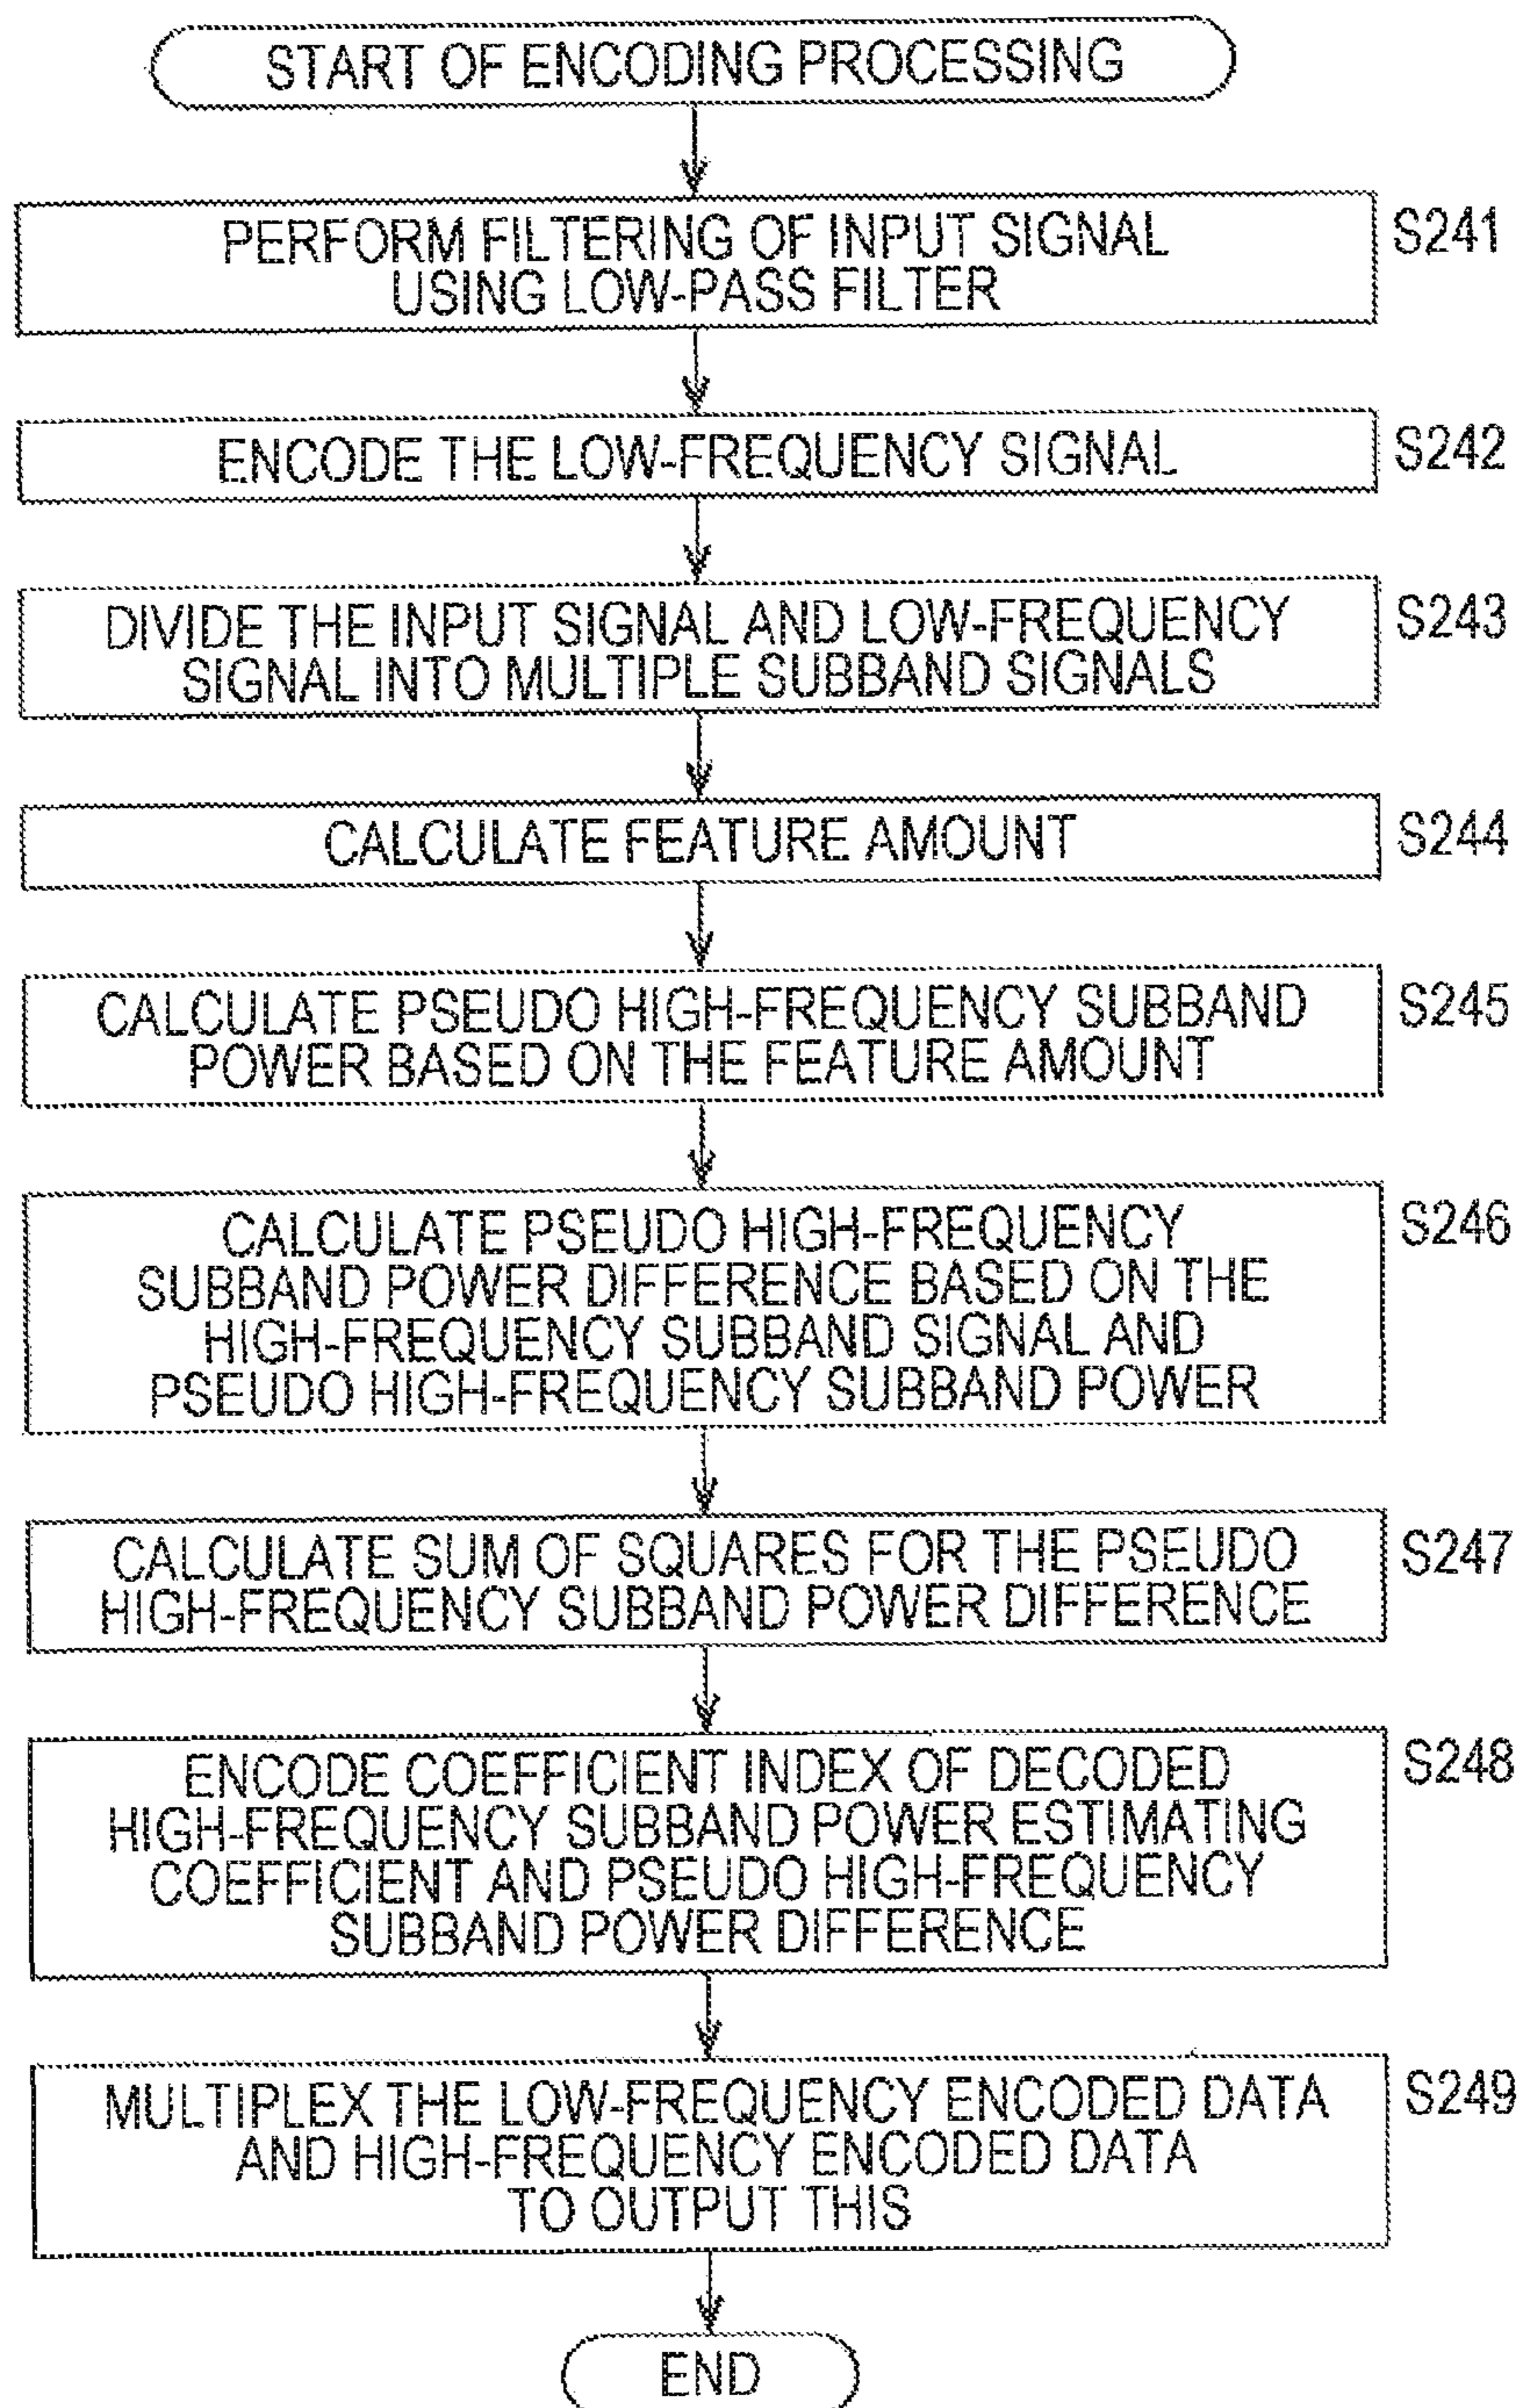 START OF ENCODING PROCESSING
PERFORM FILTERING OF INPUT SIGNAL
USING LOW-PASS FILTER
S241
ENCODE THE LOW-FREQUENCY SIGNAL
S242
DIVIDE THE INPUT SIGNAL AND LOW-FREQUENCY
SIGNAL INTO MULTIPLE SUBBAND SIGNALS
S243
CALCULATE FEATURE AMOUNT
S244
CALCULATE PSEUDO HIGH-FREQUENCY SUBBAND
POWER BASED ON THE FEATURE AMOUNT
S245
CALCULATE PSEUDO HIGH-FREQUENCY
SUBBAND POWER DIFFERENCE BASED ON THE
HIGH-FREQUENCY SUBBAND SIGNAL AND
PSEUDO HIGH-FREQUENCY SUBBAND POWER
S246
CALCULATE SUM OF SQUARES FOR THE PSEUDO
HIGH-FREQUENCY SUBBAND POWER DIFFERENCE
S247
ENCODE COEFFICIENT INDEX OF DECODED
HIGH-FREQUENCY SUBBAND POWER ESTIMATING
COEFFICIENT AND PSEUDO HIGH-FREQUENCY
SUBBAND POWER DIFFERENCE
S248
MULTIPLEX THE LOW-FREQUENCY ENCODED DATA
AND HIGH-FREQUENCY ENCODED DATA
TO OUTPUT THIS
S249
END